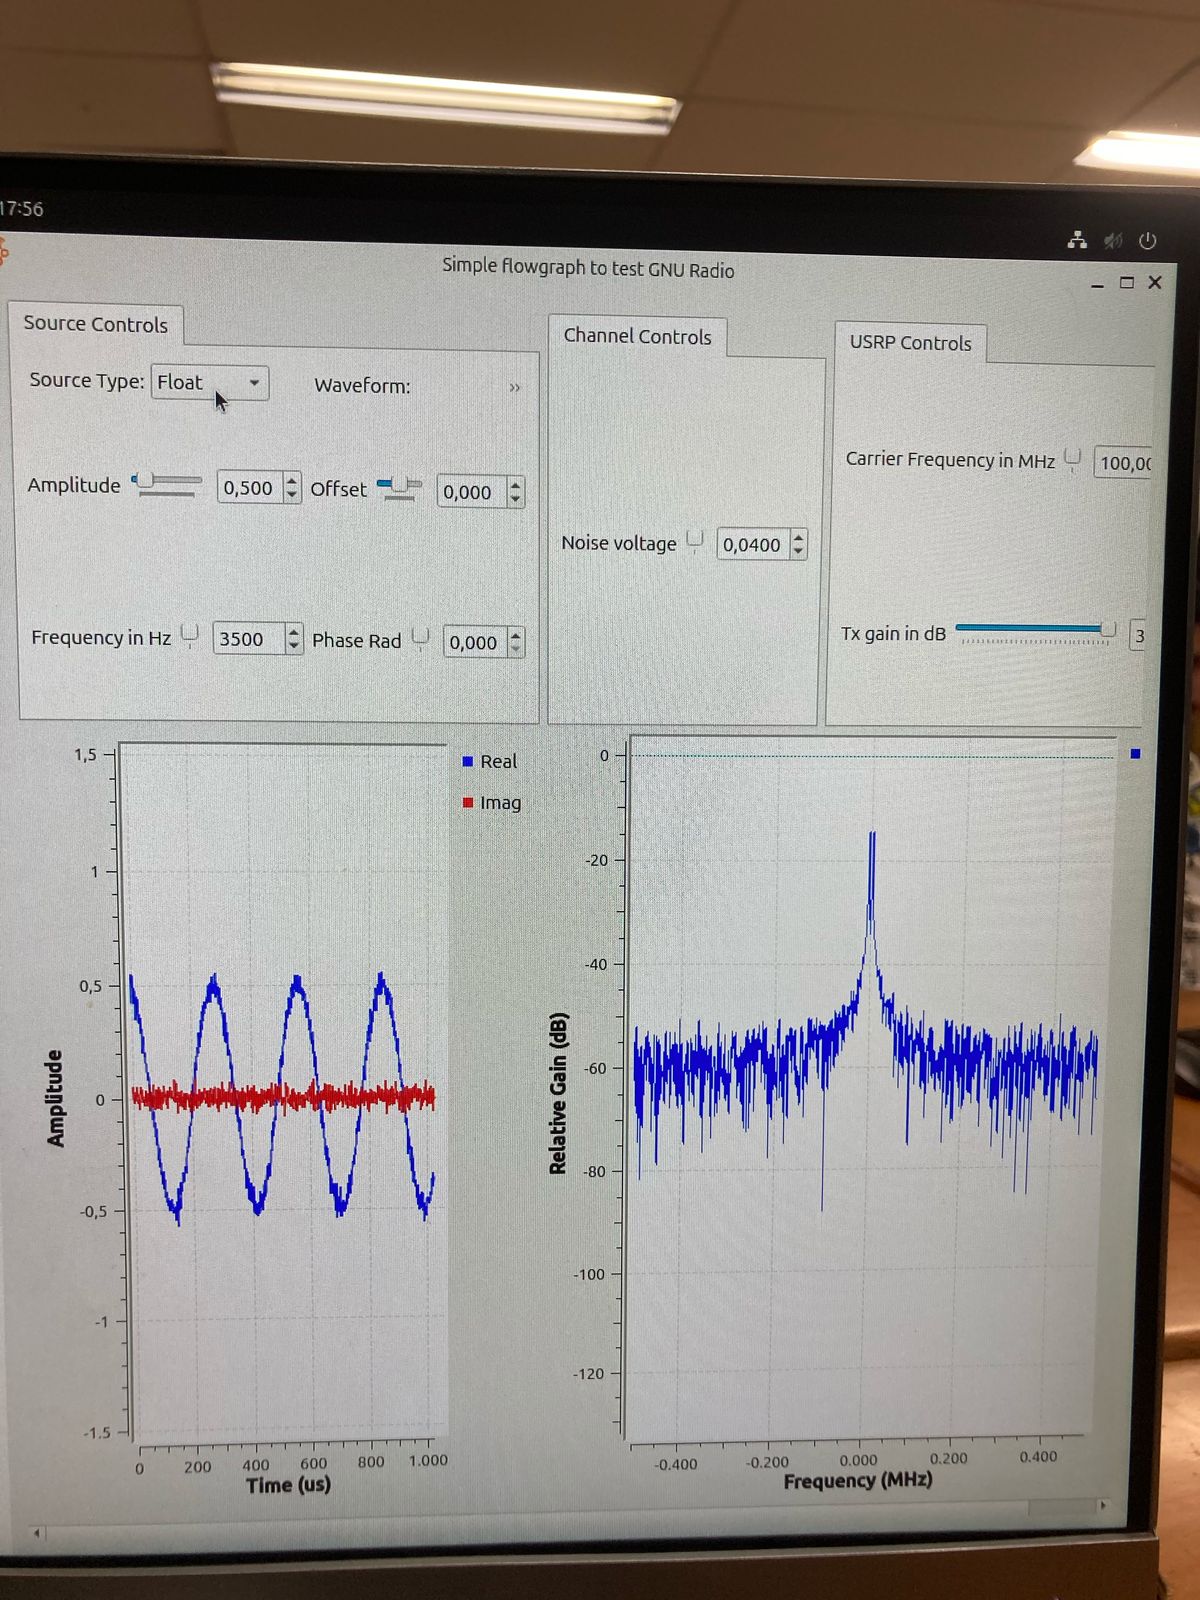 17:56
Simple flowgraph to test GNU Radio
Source Controls
Source Type: Float
Waveform:
»
Amplitude
0,500
Offset
0,000
Frequency in Hz
3500
Phase Rad
0,000
Channel Controls
Noise voltage
0,0400
USRP Controls
Carrier Frequency in MHz
100,00
Tx gain in dB
3
1,5
1
0,5
0
-0,5
-1
-1.5
Amplitude
0
200
400
600
800
1.000
Time (us)
Real
Imag
0
-20
-40
-60
-80
-100
-120
Relative Gain (dB)
-0.400
-0.200
0.000
0.200
0.400
Frequency (MHz)